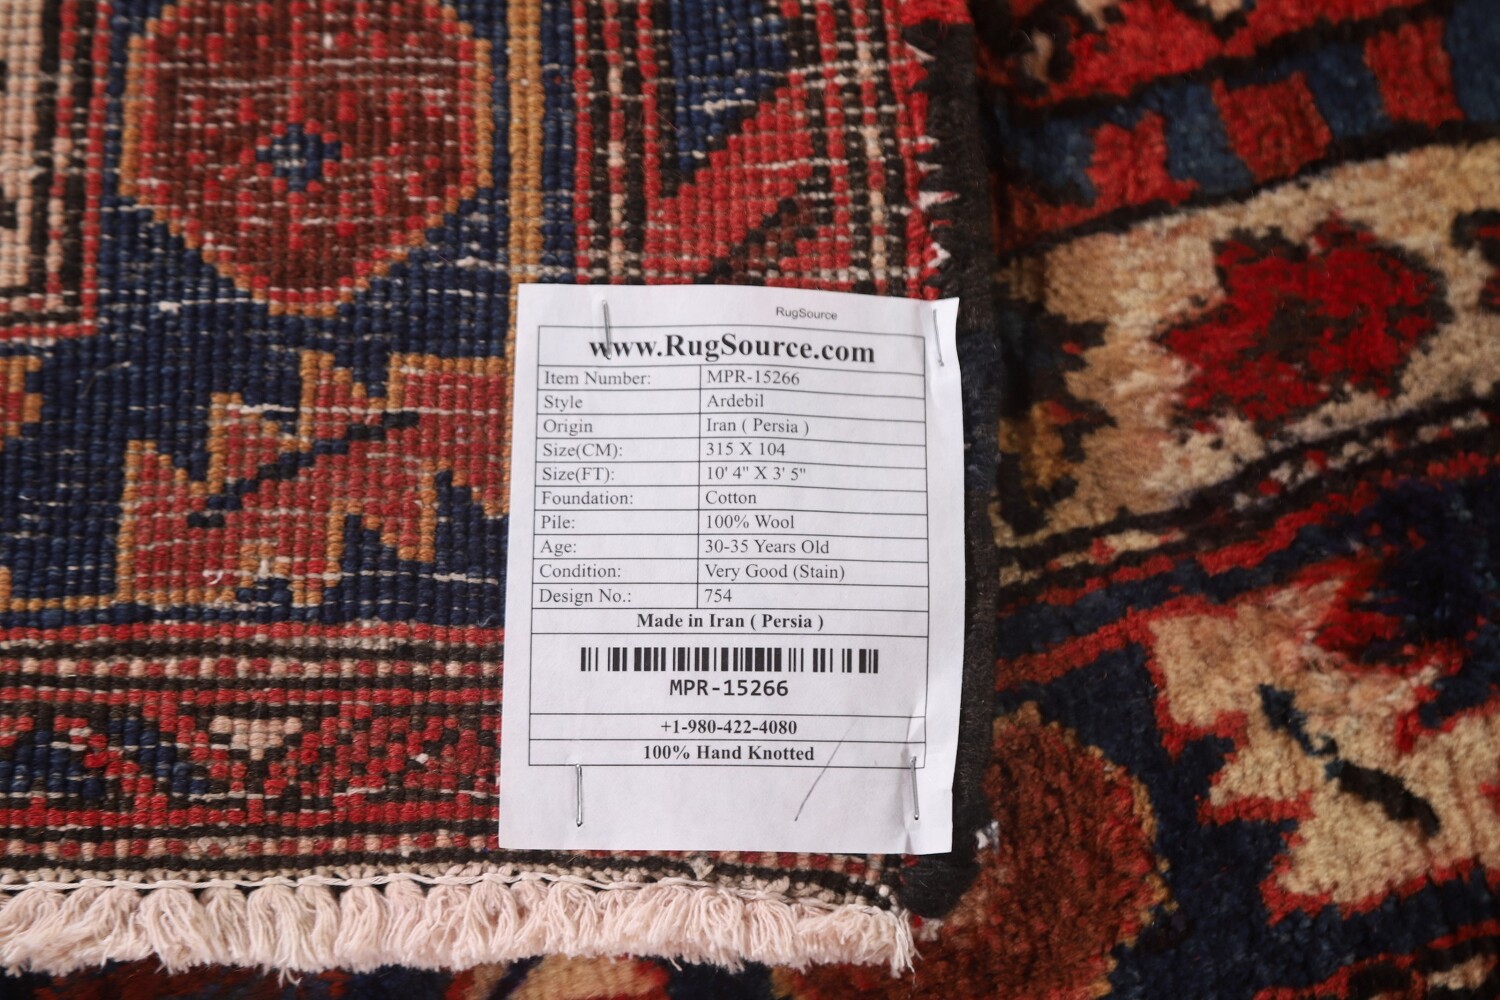 RugSource
www.RugSource.com
Item Number: MPR-15266
Style Ardebil
Origin Iran ( Persia )
Size(CM): 315 X 104
Size(FT): 10' 4" X 3' 5"
Foundation: Cotton
Pile: 100% Wool
Age: 30-35 Years Old
Condition: Very Good (Stain)
Design No.: 754
Made in Iran ( Persia )
MPR-15266
+1-980-422-4080
100% Hand Knotted